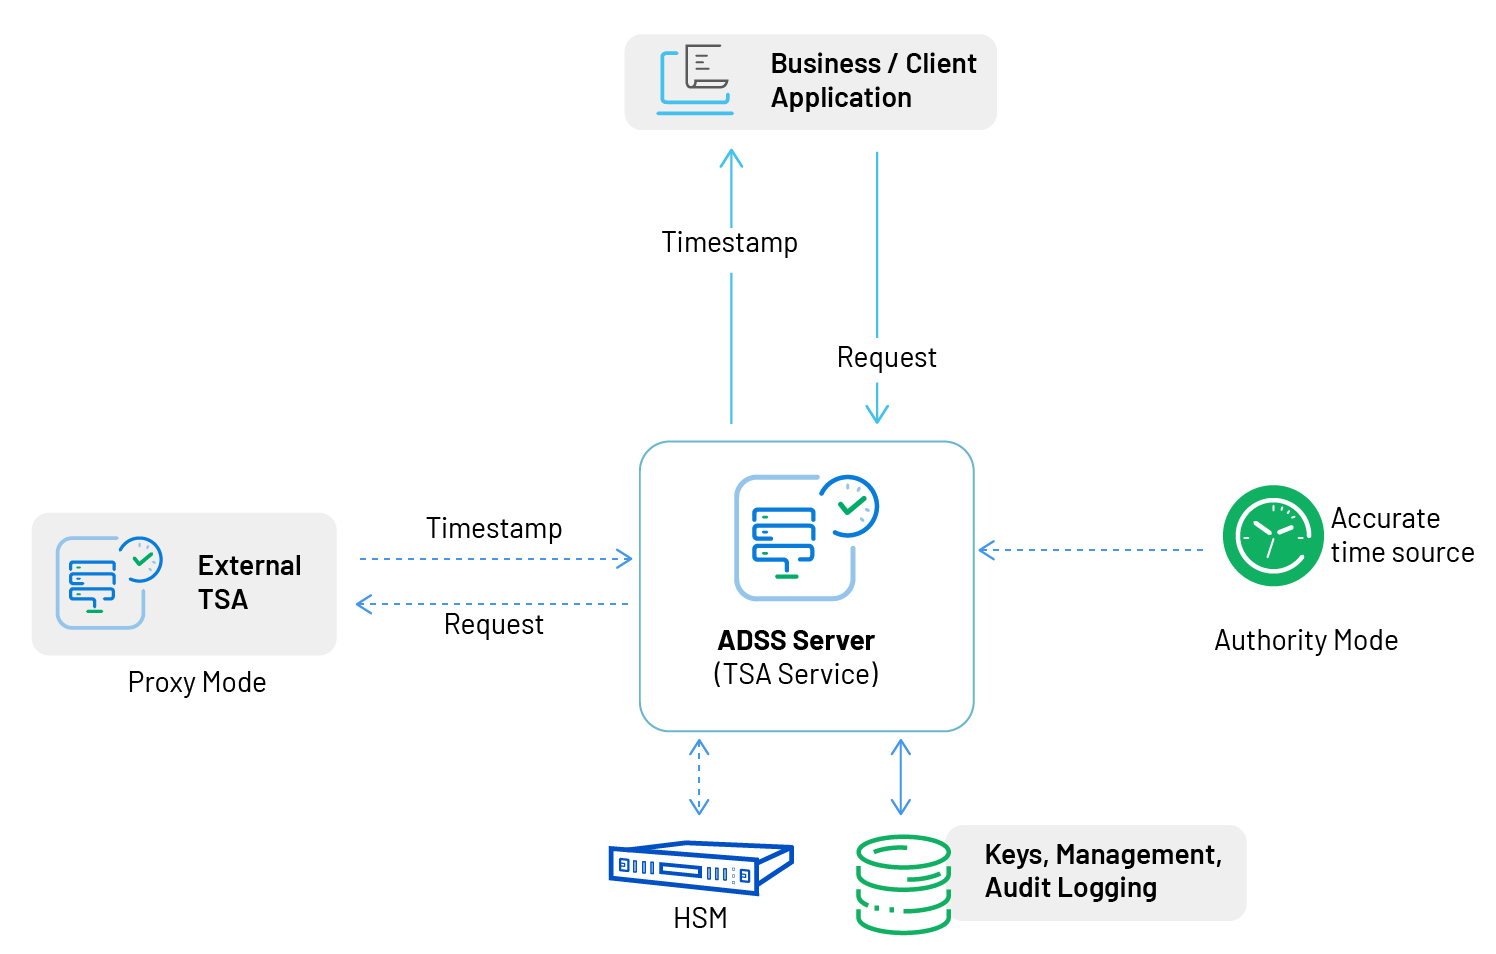 Business / Client
Application
Timestamp
Request
Timestamp
External
TSA
Request
Proxy Mode
ADSS Server
(TSA Service)
Accurate
time source
Authority Mode
HSM
Keys, Management,
Audit Logging